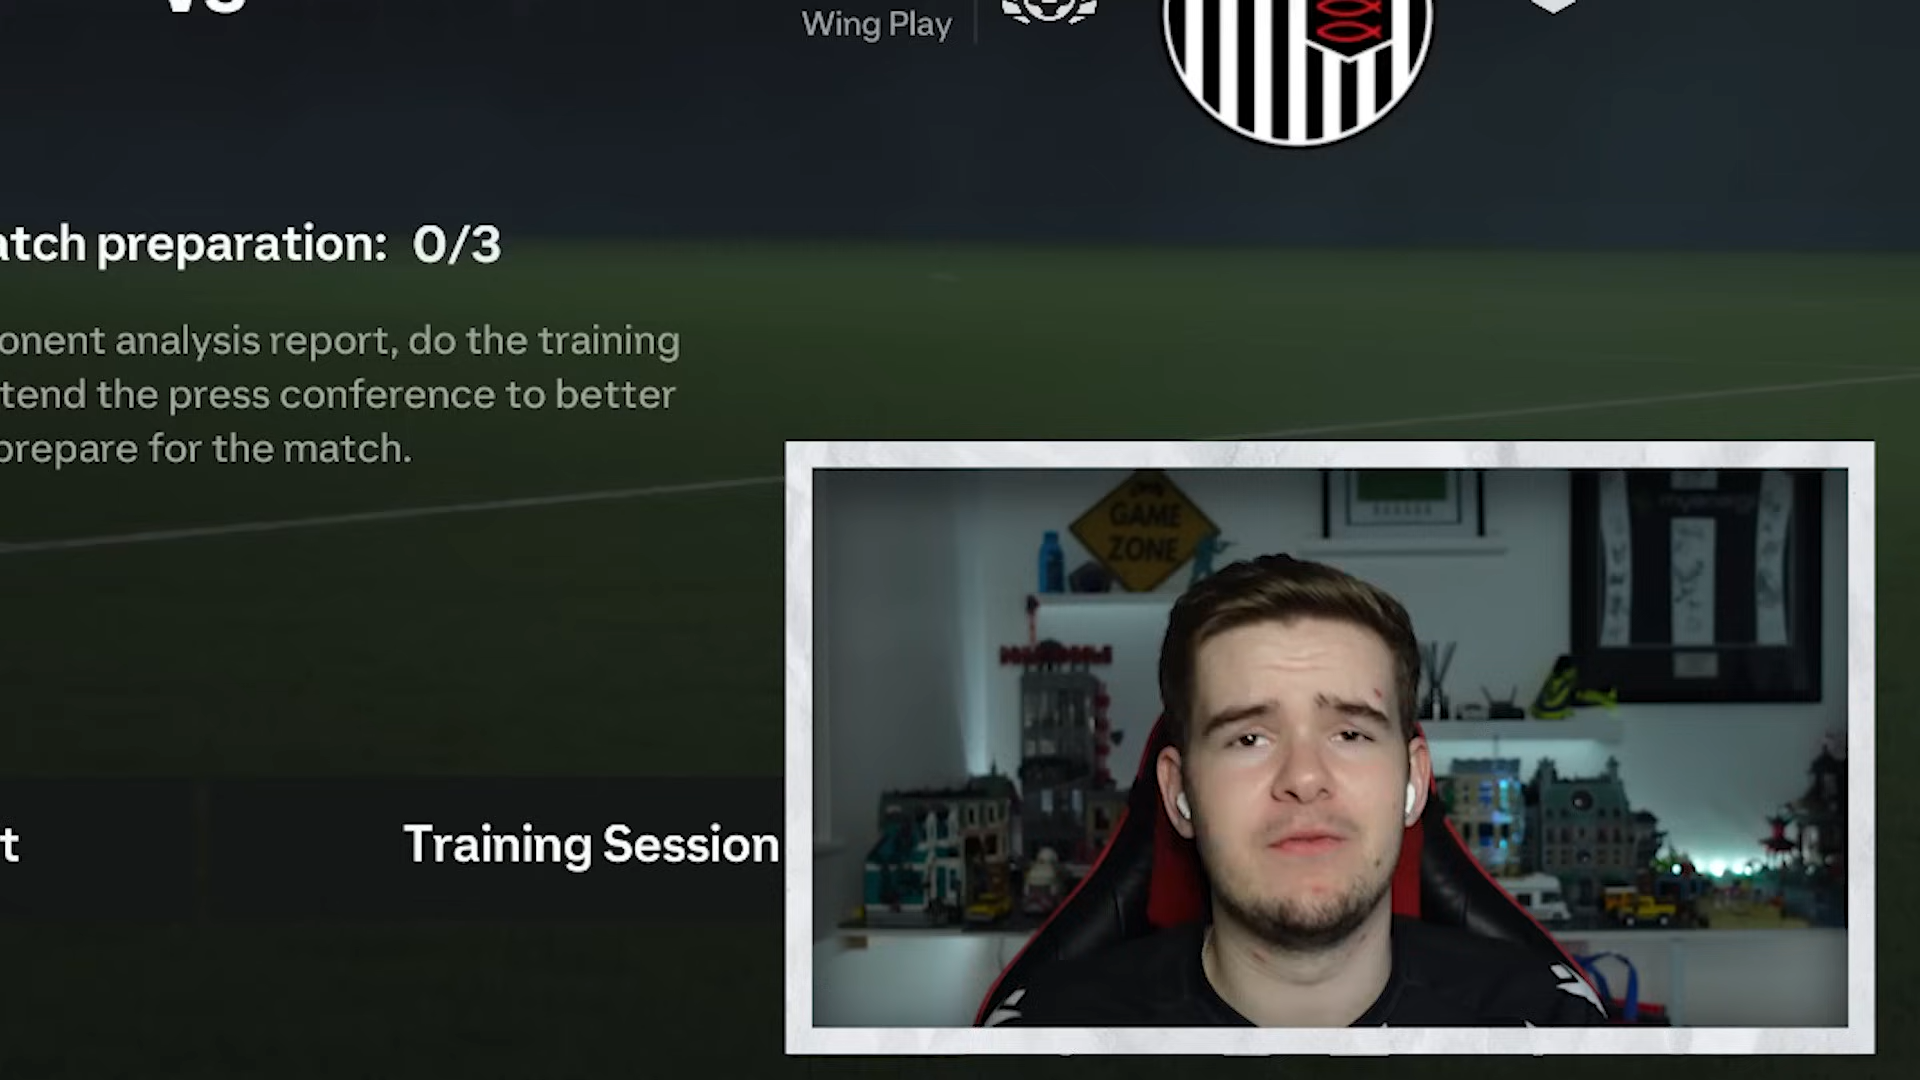 vs
Wing Play
atch preparation: 0/3
onent analysis report, do the training
tend the press conference to better
prepare for the match.
t
Training Session
GAME
ZONE